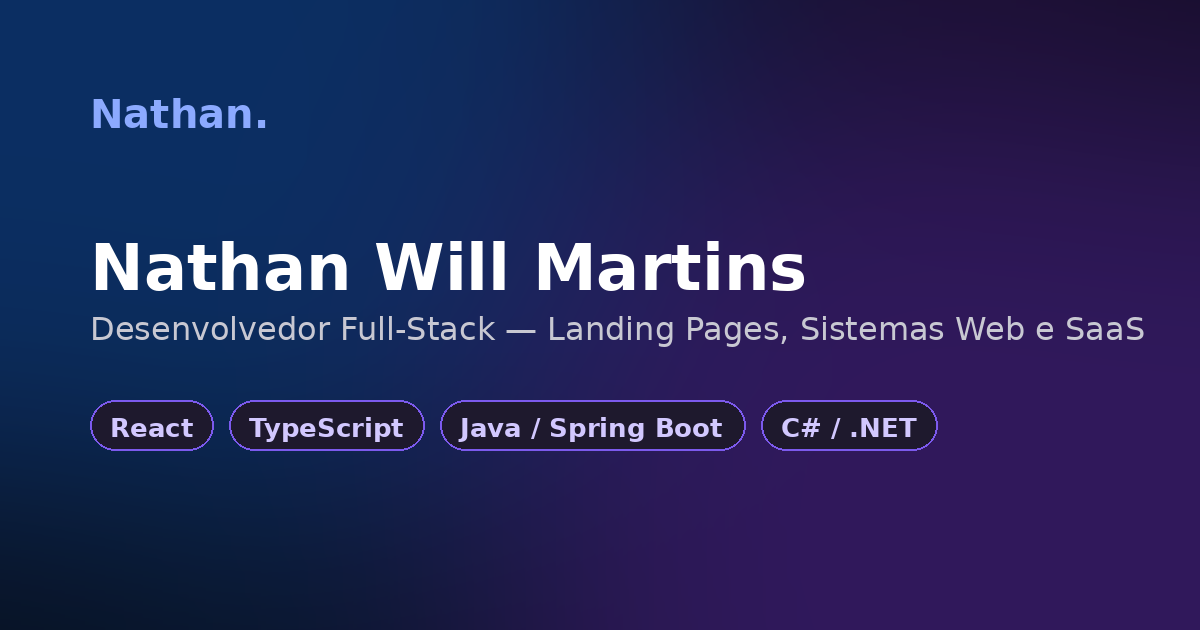 Nathan.
Nathan Will Martins
Desenvolvedor Full-Stack — Landing Pages, Sistemas Web e SaaS
React TypeScript Java / Spring Boot C# / .NET